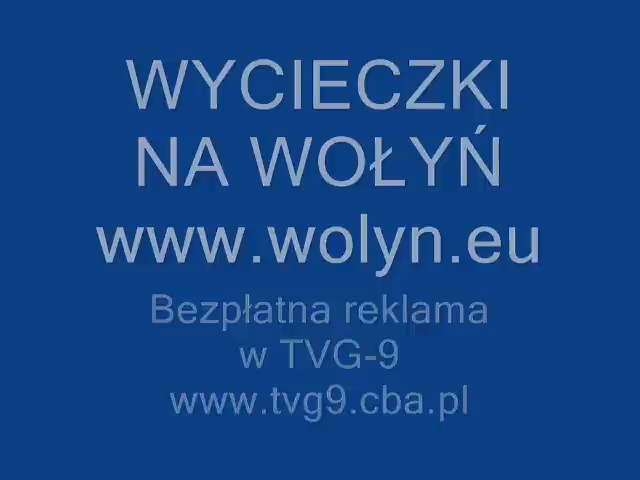 WYCIECZKI
NA WOŁYŃ
www.wolyn.eu
Bezpłatna reklama
w TVG-9
www.tvg9.cba.pl